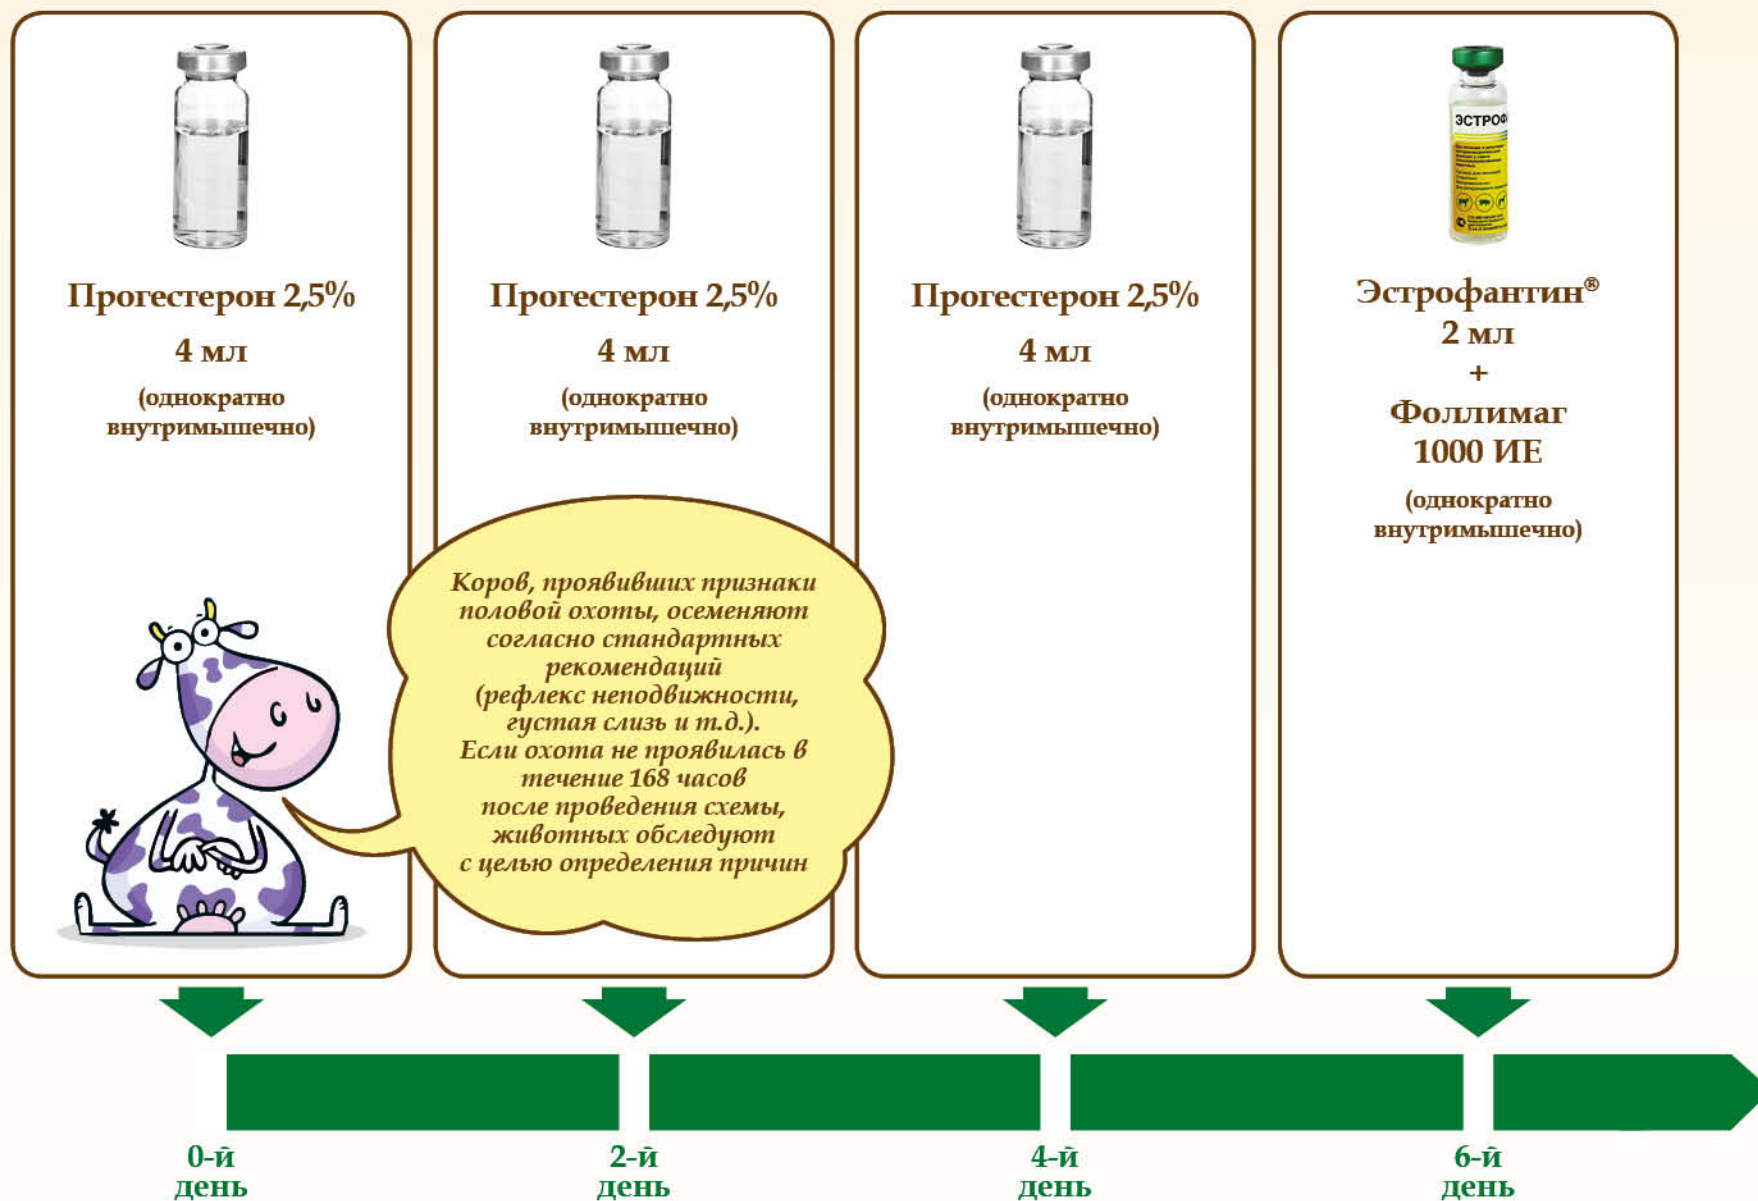 ЭСТРОФ
Прогестерон 2,5%
4 мл
(однократно
внутримышечно)
Прогестерон 2,5%
4 мл
(однократно
внутримышечно)
Прогестерон 2,5%
4 мл
(однократно
внутримышечно)
Эстрофантин®
2 мл
+
Фоллимаг
1000 ИЕ
(однократно
внутримышечно)
Коров, проявивших признаки
половой охоты, осеменяют
согласно стандартных
рекомендаций
(рефлекс неподвижности,
густая слизь и т.д.).
Если охота не проявилась в
течение 168 часов
после проведения схемы,
животных обследуют
с целью определения причин
0-й
день
2-й
день
4-й
день
6-й
день